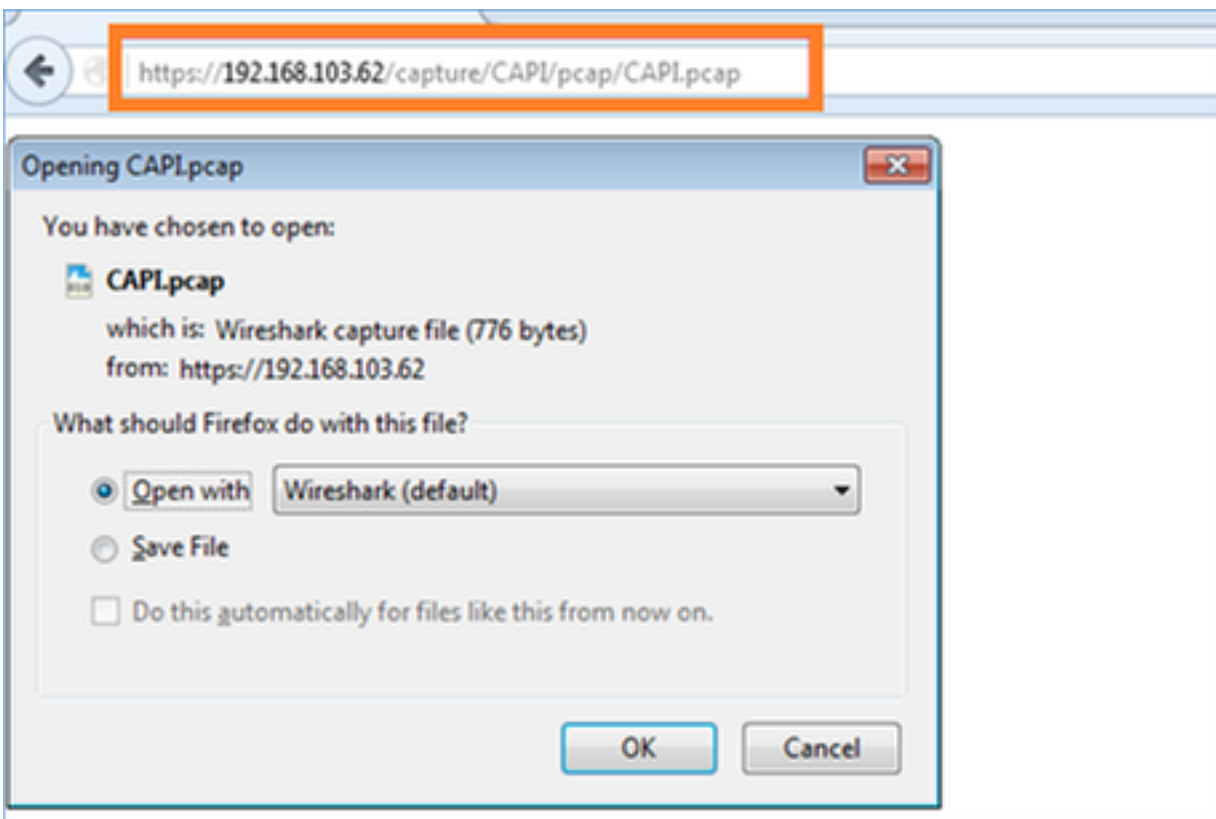 https://192.168.103.62/capture/CAPI/pcap/CAPI.pcap
Opening CAPI.pcap
You have chosen to open:
CAPI.pcap
which is: Wireshark capture file (776 bytes)
from: https://192.168.103.62
What should Firefox do with this file?
Open with Wireshark (default)
Save File
Do this automatically for files like this from now on.
OK Cancel